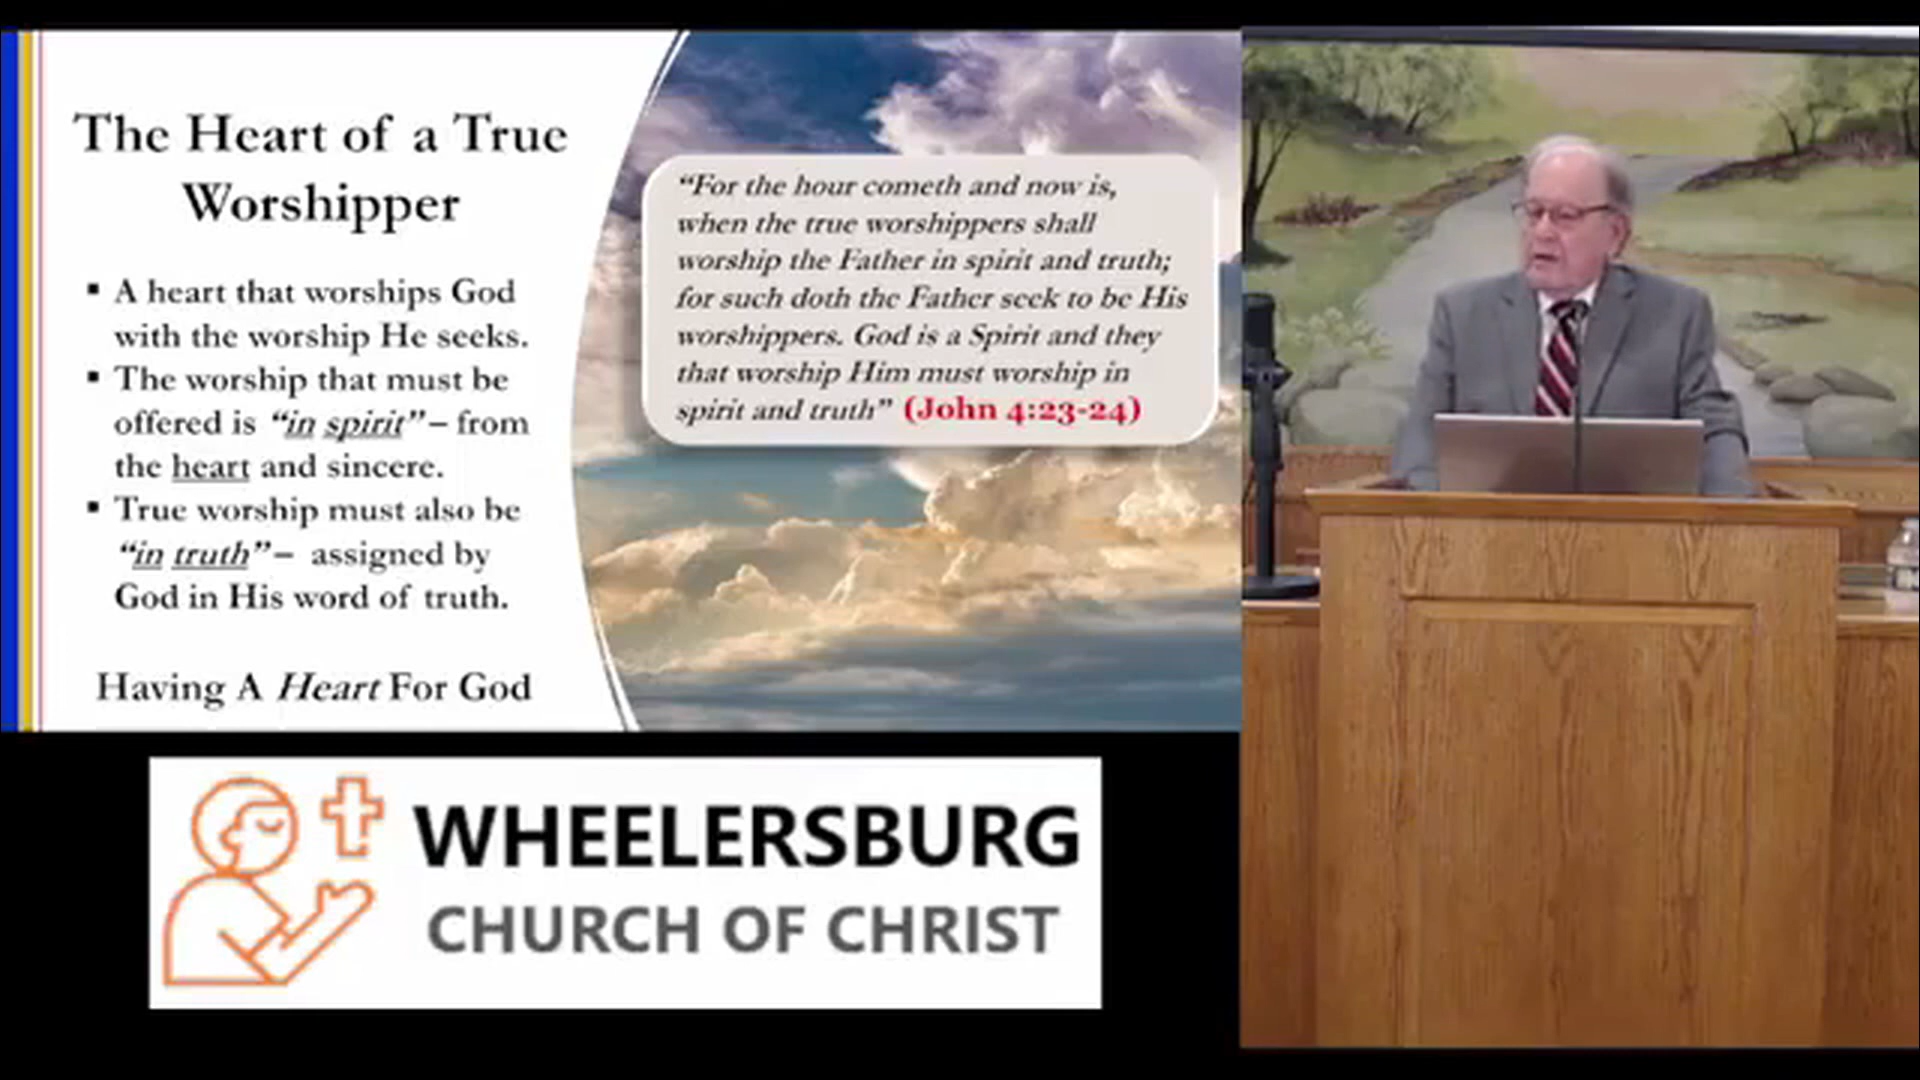 The Heart of a True
Worshipper
▪ A heart that worships God
with the worship He seeks.
▪ The worship that must be
offered is “in spirit”– from
the heart and sincere.
▪ True worship must also be
“in truth”– assigned by
God in His word of truth.
Having A Heart For God
“For the hour cometh and now is,
when the true worshippers shall
worship the Father in spirit and truth;
for such doth the Father seek to be His
worshippers. God is a Spirit and they
that worship Him must worship in
spirit and truth” (John 4:23-24)
WHEELERSBURG
CHURCH OF CHRIST